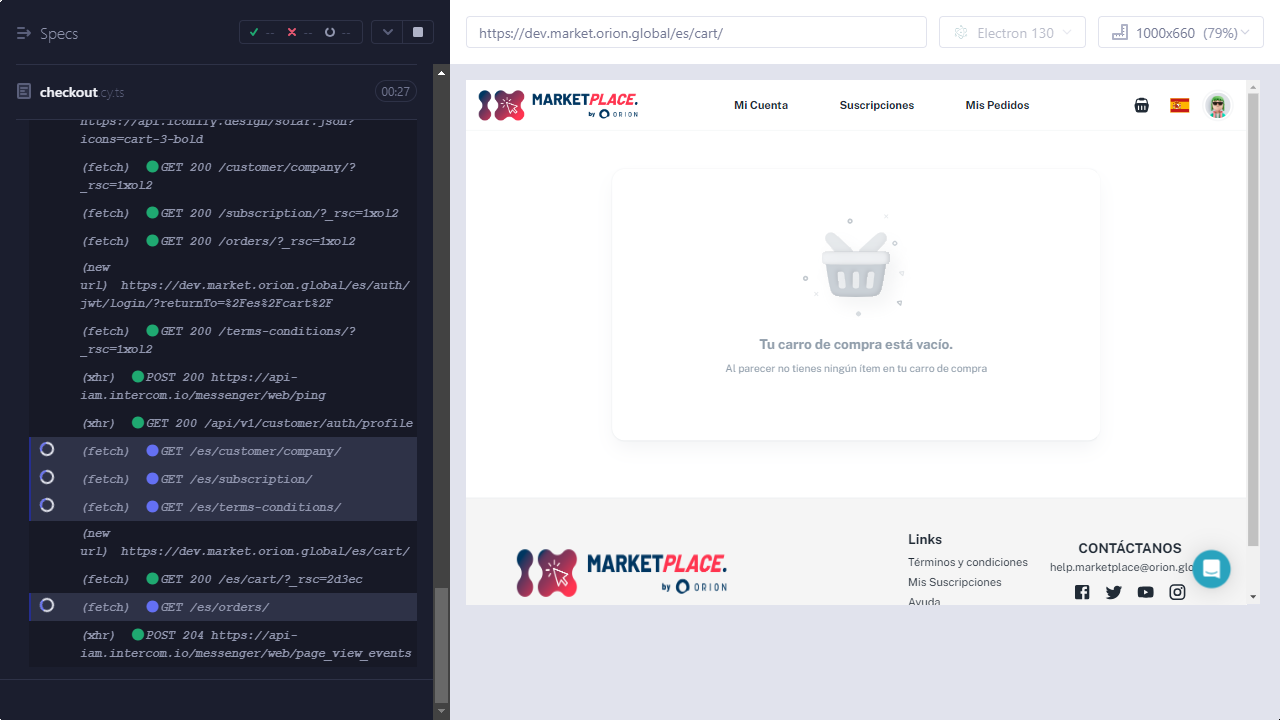 Specs
--
--
--
https://dev.market.orion.global/es/cart/
Electron 130
1000x660 (79%)
checkout.cy.ts
00:27
https://api.iconify.design/solar.json?
icons=cart-3-bold
(fetch) GET 200 /customer/company/?
_rsc=1xol2
(fetch) GET 200 /subscription/?_rsc=1xol2
(fetch) GET 200 /orders/?_rsc=1xol2
(new
url) https://dev.market.orion.global/es/auth/
jwt/login/?returnTo=%2Fes%2Fcart%2F
(fetch) GET 200 /terms-conditions/?
_rsc=1xol2
(xhr) POST 200 https://api-
iam.intercom.io/messenger/web/ping
(xhr) GET 200 /api/v1/customer/auth/profile
(fetch) GET /es/customer/company/
(fetch) GET /es/subscription/
(fetch) GET /es/terms-conditions/
(new
url) https://dev.market.orion.global/es/cart/
(fetch) GET 200 /es/cart/?_rsc=2d3ec
(fetch) GET /es/orders/
(xhr) POST 204 https://api-
iam.intercom.io/messenger/web/page_view_events
MARKETPLACE.
by ORION
Mi Cuenta
Suscripciones
Mis Pedidos
Tu carro de compra está vacío.
Al parecer no tienes ningún ítem en tu carro de compra
MARKETPLACE.
by ORION
Links
Términos y condiciones
Mis Suscripciones
Ayuda
CONTÁCTANOS
help.marketplace@orion.glo